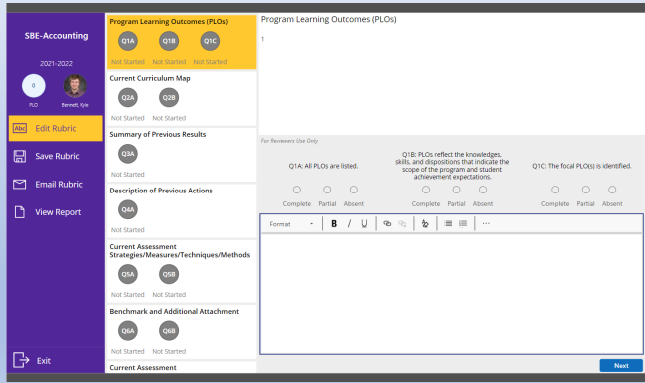 SBE-Accounting
2021-2022
0
PLO
Bennett, Kyle
Abc Edit Rubric
Save Rubric
Email Rubric
View Report
Exit
Program Learning Outcomes (PLOs)
Q1A Q1B Q1C
Not Started Not Started Not Started
Current Curriculum Map
Q2A Q2B
Not Started Not Started
Summary of Previous Results
Q3A
Not Started
Description of Previous Actions
Q4A
Not Started
Current Assessment
Strategies/Measures/Techniques/Methods
Q5A Q5B
Not Started Not Started
Benchmark and Additional Attachment
Q6A Q6B
Not Started Not Started
Current Assessment
Program Learning Outcomes (PLOs)
1
For Reviewers Use Only
Q1A: All PLOs are listed.
Complete Partial Absent
Q1B: PLOs reflect the knowledges,
skills, and dispositions that indicate the
scope of the program and student
achievement expectations.
Complete Partial Absent
Q1C: The focal PLO(s) is identified.
Complete Partial Absent
Format B I U
Next